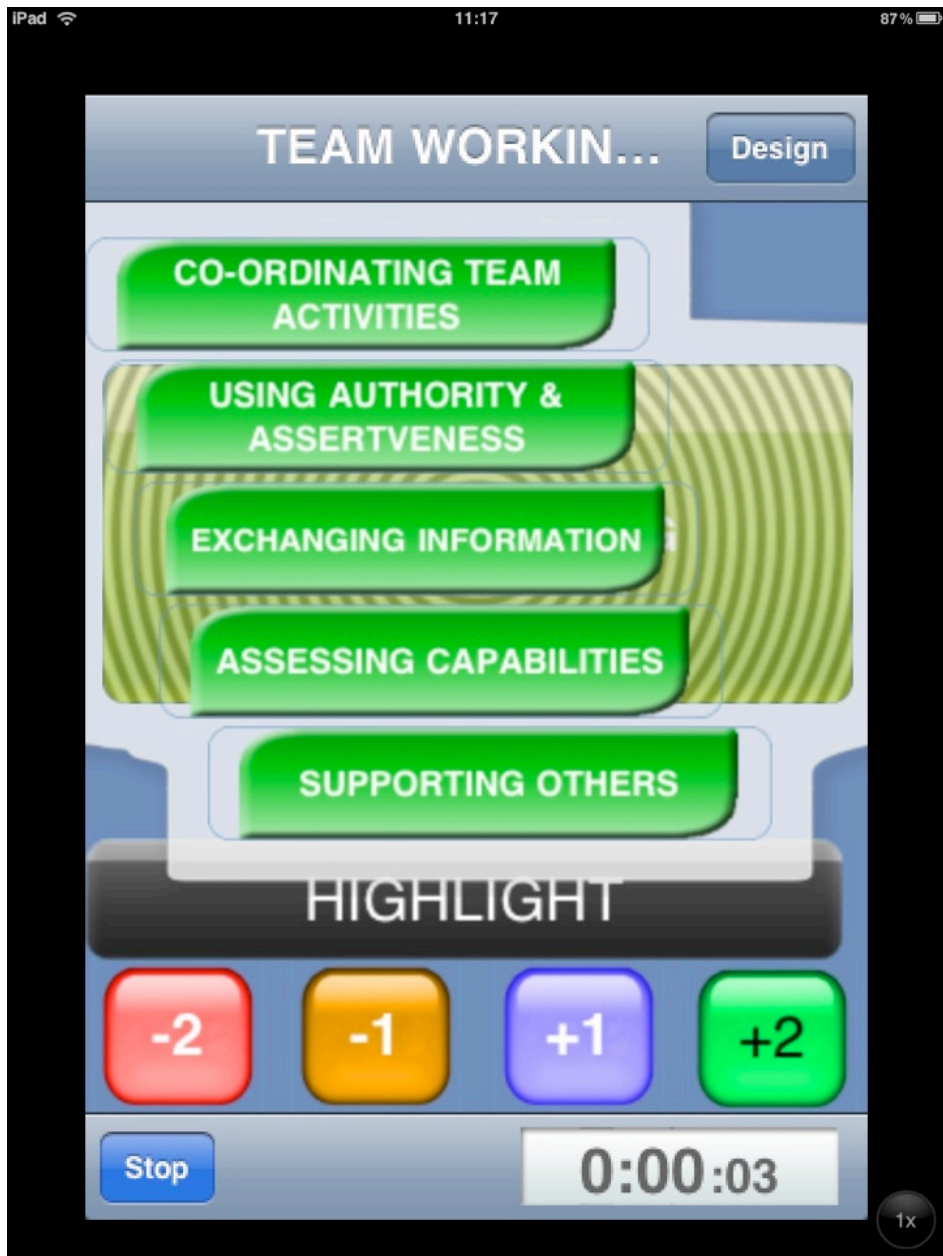 iPad 11:17 87%
TEAM WORKIN... Design
CO-ORDINATING TEAM
ACTIVITIES
USING AUTHORITY &
ASSERTVENESS
EXCHANGING INFORMATION
ASSESSING CAPABILITIES
SUPPORTING OTHERS
HIGHLIGHT
-2 -1 +1 +2
Stop 0:00:03
1x